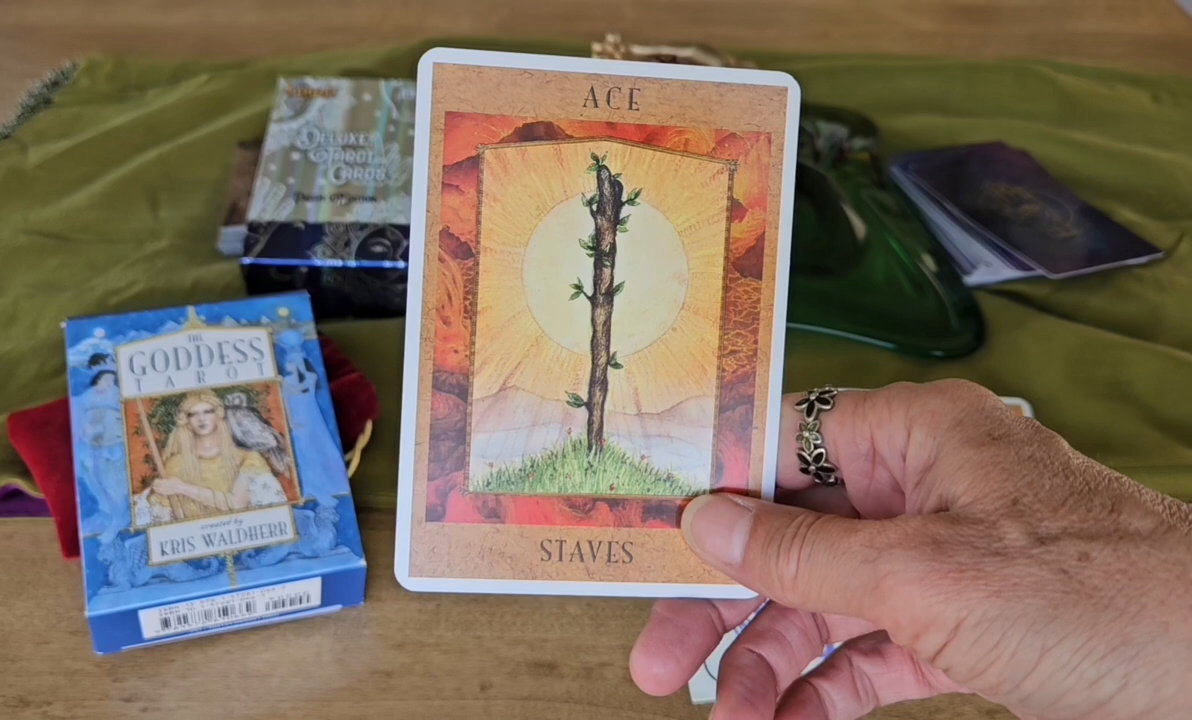 ACE
STAVES
DELUXE
TAROT
CARDS
THE
GODDESS
TAROT
created by
KRIS WALDHERR